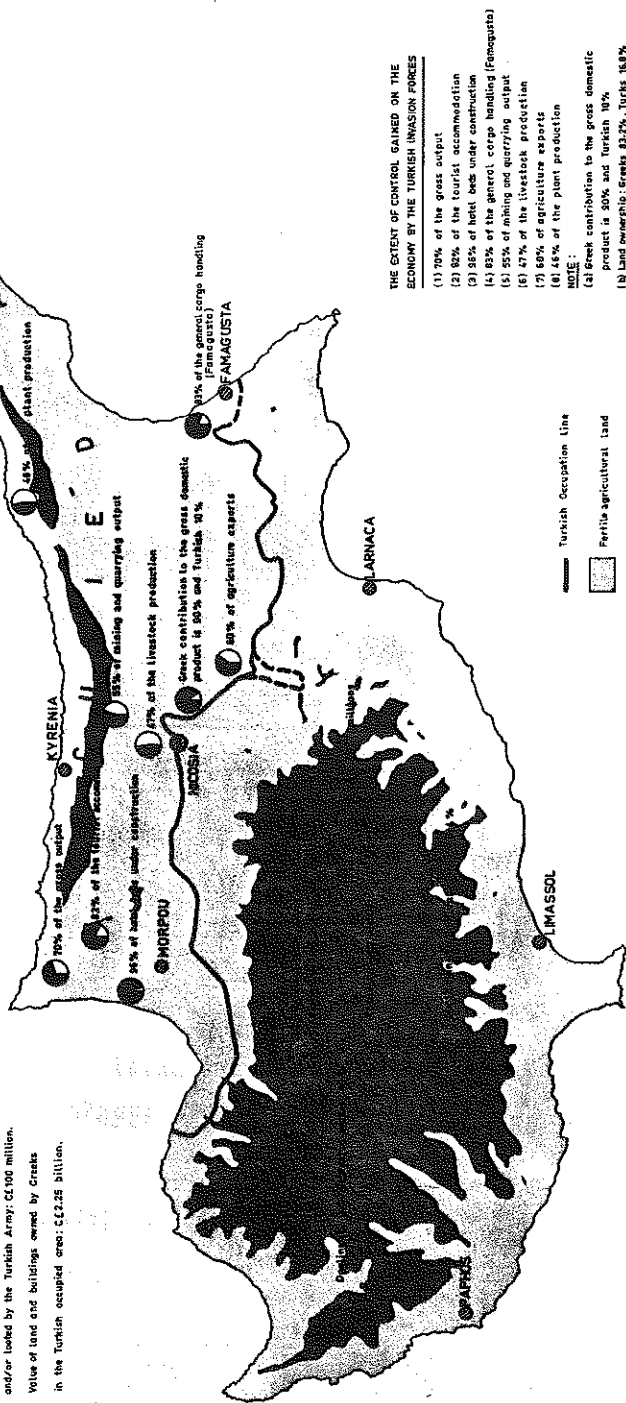 and/or looted by the Turkish Army: C£100 million.
Value of land and buildings owned by Greeks
in the Turkish occupied area: C£2.25 billion.
THE EXTENT OF CONTROL GAINED ON THE
ECONOMY BY THE TURKISH INVASION FORCES
(1) 70% of the gross output
(2) 82% of the tourist accommodation
(3) 96% of hotel beds under construction
(4) 83% of the general cargo handling (Famagusta)
(5) 55% of mining and quarrying output
(6) 47% of the livestock production
(7) 60% of agriculture exports
(8) 46% of the plant production
NOTE:
(a) Greek contribution to the gross domestic
product is 90% and Turkish 10%
(b) Land ownership: Greeks 83.2%, Turks 16.8%
Turkish Occupation Line
Fertile agricultural land
70% of the gross output
of the tourist
96% of under construction
MORPOU
KYRENIA
C U I E D
55% of mining and quarrying output
47% of the livestock production
NICOSIA
Greek contribution to the gross domestic
product is 90% and Turkish 10%
60% of agriculture exports
46% plant production
83% of the general cargo handling
(Famagusta)
FAMAGUSTA
LARNACA
LIMASSOL
PAPHOS